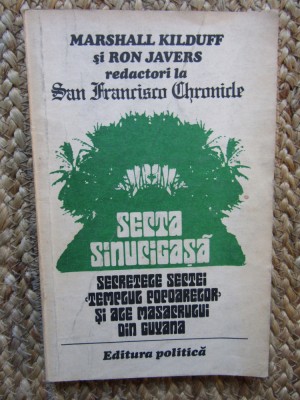 MARSHALL KILDUFF
și RON JAVERS
redactori la
San Francisco Chronicle
SECTA
SINUCIGAȘĂ
SECRETELE SECTEI
«TEMPLUL POPOARELOR»
ȘI ALE MASACRULUI
DIN GUYANA
Editura politică